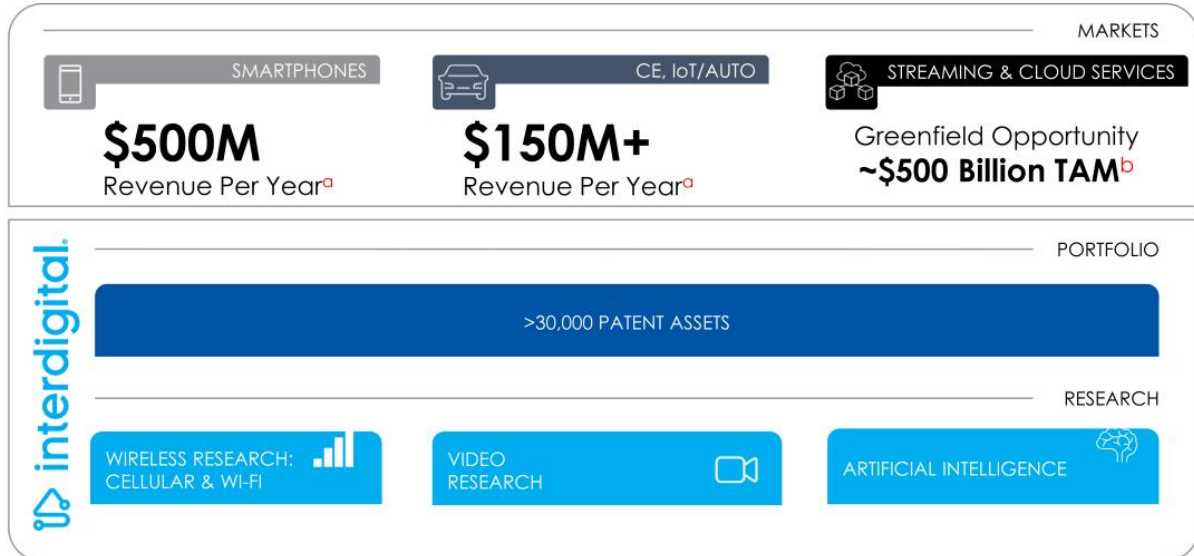 MARKETS
SMARTPHONES
$500M
Revenue Per Yearᵃ
CE, IoT/AUTO
$150M+
Revenue Per Yearᵃ
STREAMING & CLOUD SERVICES
Greenfield Opportunity
~$500 Billion TAMᵇ
interdigital®
PORTFOLIO
>30,000 PATENT ASSETS
RESEARCH
WIRELESS RESEARCH:
CELLULAR & WI-FI
VIDEO
RESEARCH
ARTIFICIAL INTELLIGENCE